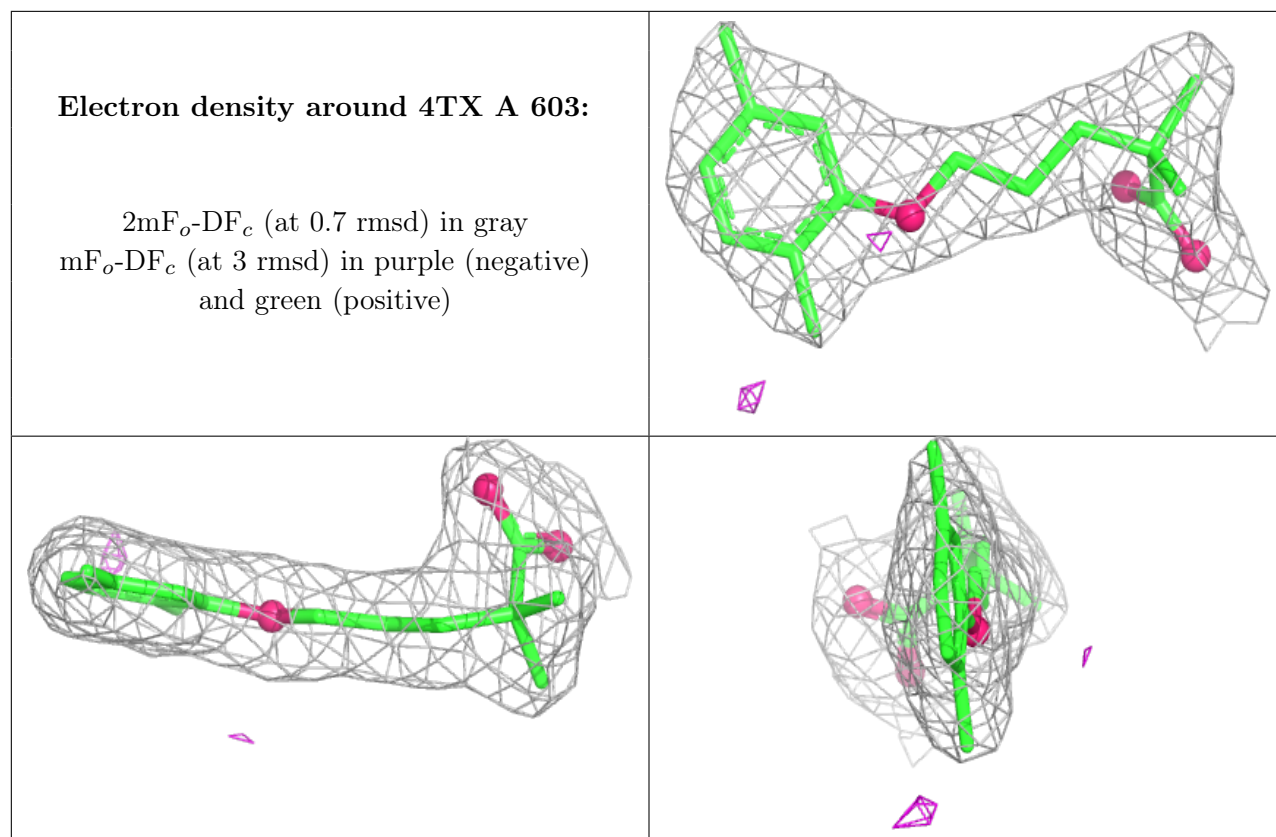 Electron density around 4TX A 603:
2mFo-DFc (at 0.7 rmsd) in gray
mFo-DFc (at 3 rmsd) in purple (negative)
and green (positive)